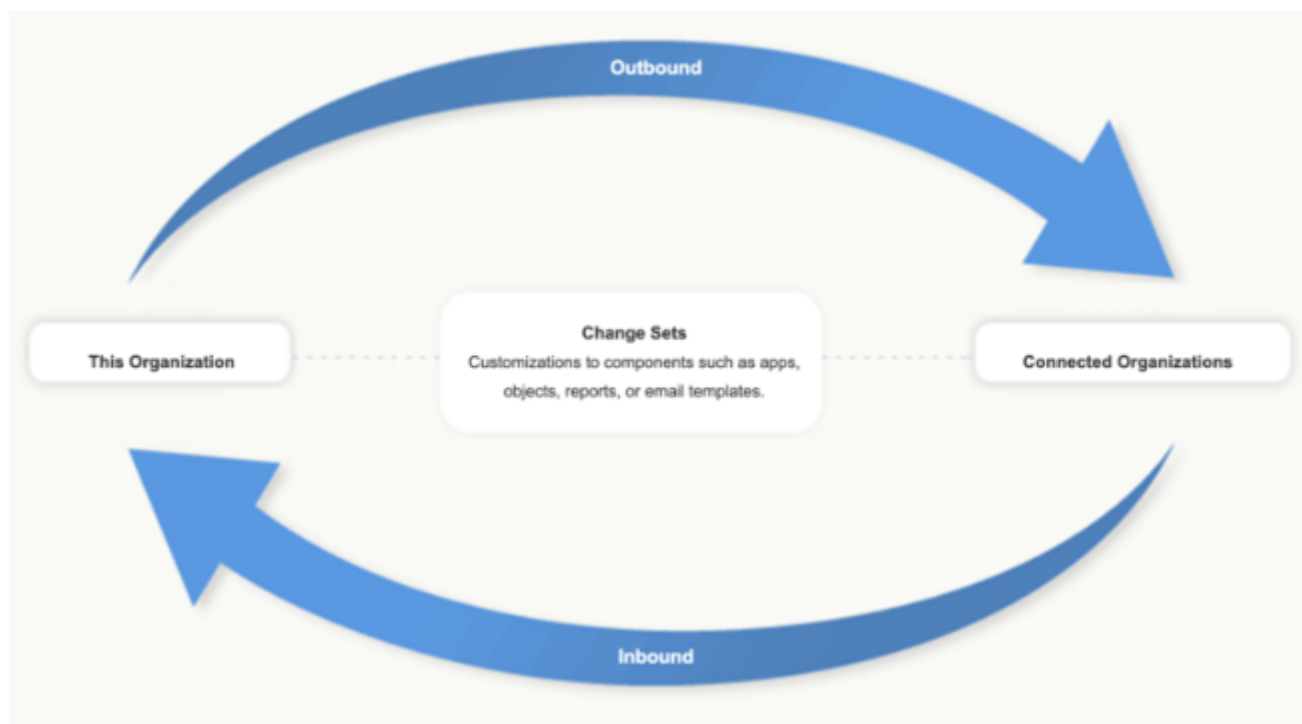 Outbound
This Organization
Change Sets
Customizations to components such as apps,
objects, reports, or email templates.
Connected Organizations
Inbound